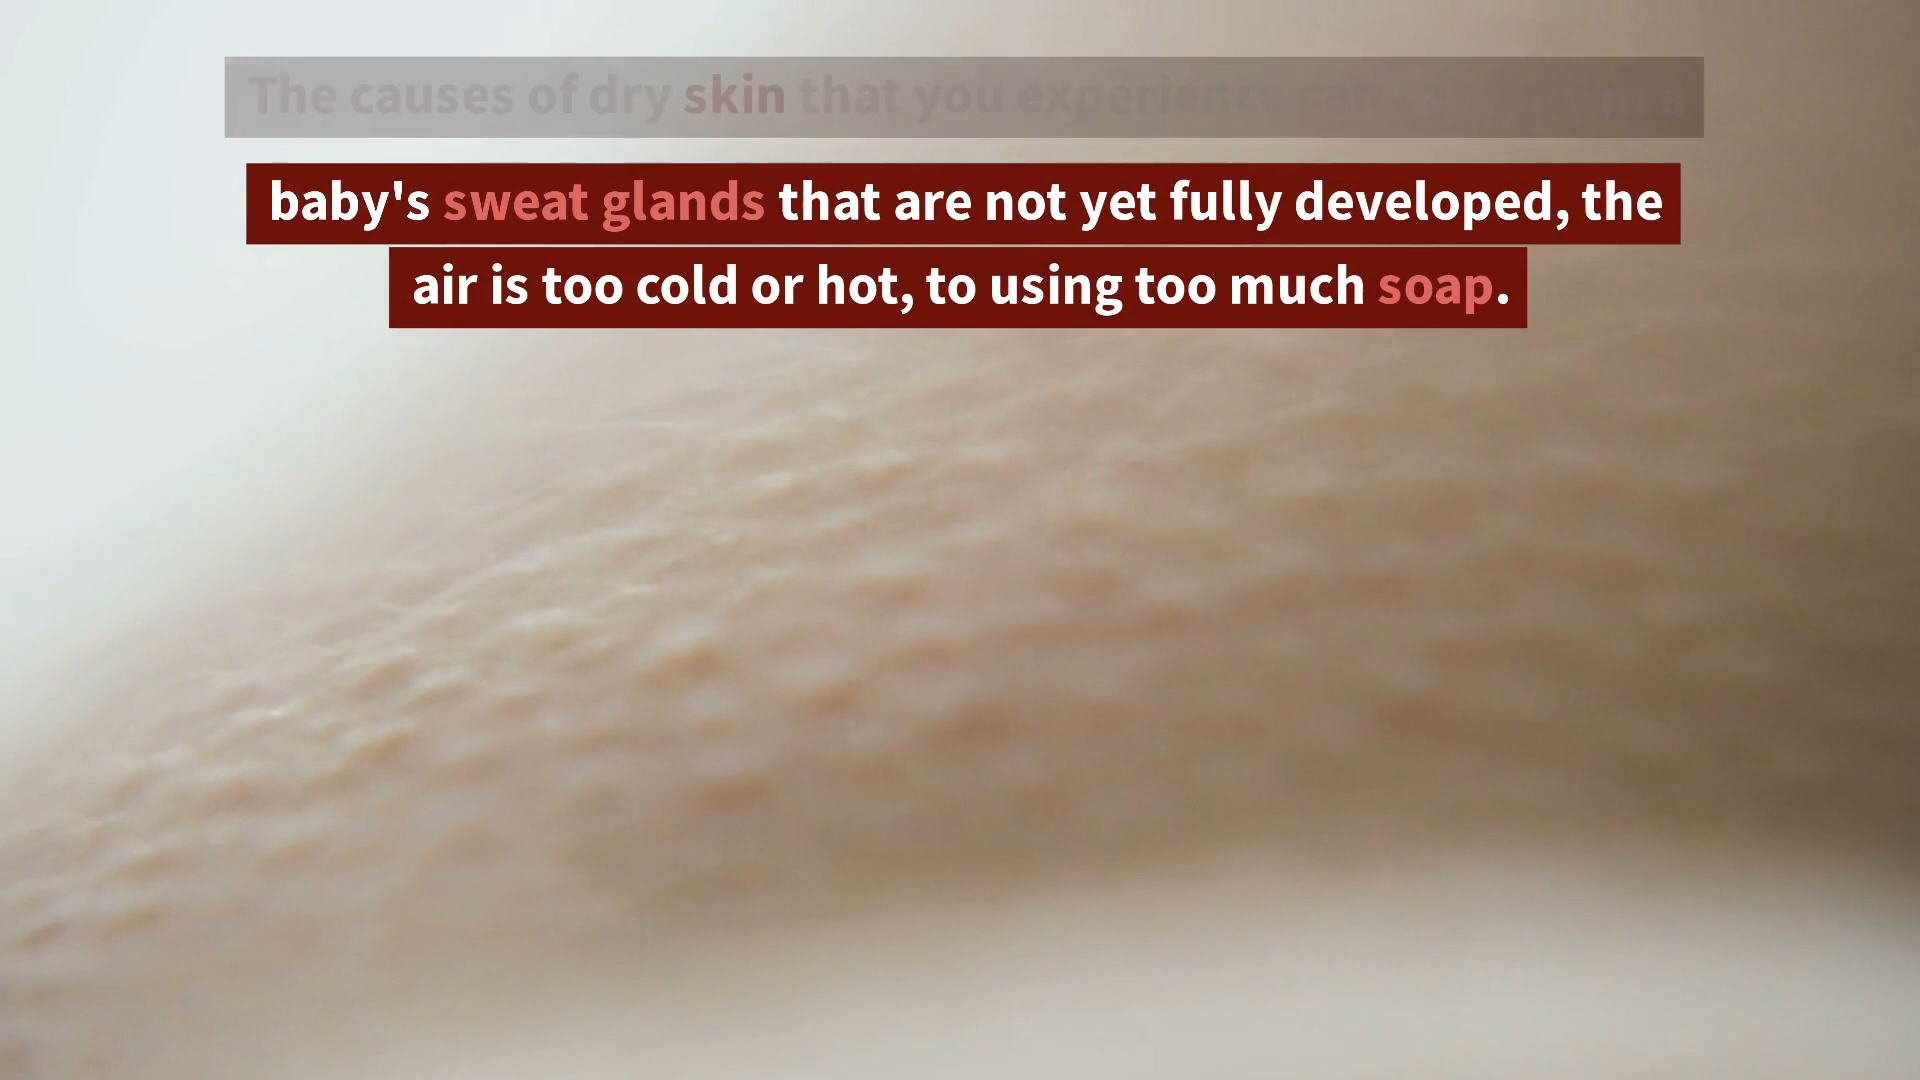 The causes of dry skin that you experience can
baby's sweat glands that are not yet fully developed, the
air is too cold or hot, to using too much soap.